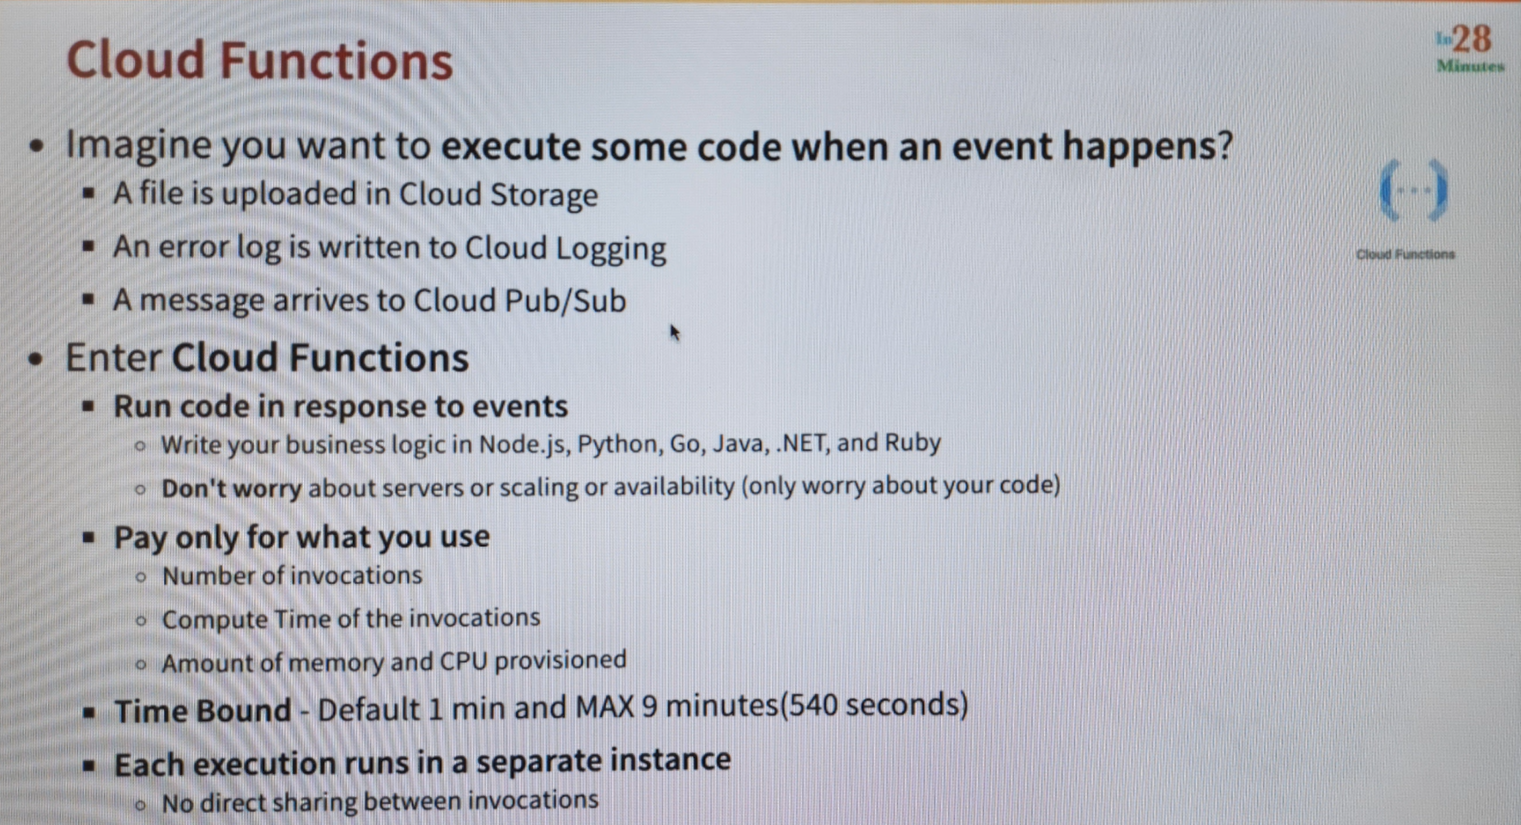 Cloud Functions
In28
Minutes
• Imagine you want to execute some code when an event happens?
▪ A file is uploaded in Cloud Storage
▪ An error log is written to Cloud Logging
Cloud Functions
▪ A message arrives to Cloud Pub/Sub
• Enter Cloud Functions
▪ Run code in response to events
○ Write your business logic in Node.js, Python, Go, Java, .NET, and Ruby
○ Don't worry about servers or scaling or availability (only worry about your code)
▪ Pay only for what you use
○ Number of invocations
○ Compute Time of the invocations
○ Amount of memory and CPU provisioned
▪ Time Bound - Default 1 min and MAX 9 minutes(540 seconds)
▪ Each execution runs in a separate instance
○ No direct sharing between invocations